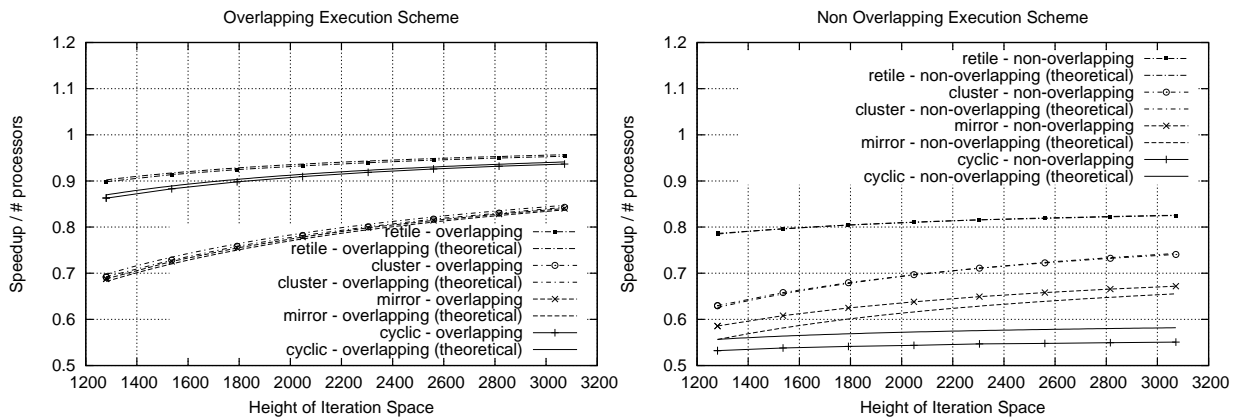 Overlapping Execution Scheme
1.2
1.1
1
0.9
0.8
0.7
0.6
0.5
Speedup / # processors
retile - overlapping
retile - overlapping (theoretical)
cluster - overlapping
cluster - overlapping (theoretical)
mirror - overlapping
mirror - overlapping (theoretical)
cyclic - overlapping
cyclic - overlapping (theoretical)
1200 1400 1600 1800 2000 2200 2400 2600 2800 3000 3200
Height of Iteration Space
Non Overlapping Execution Scheme
1.2
1.1
1
0.9
0.8
0.7
0.6
0.5
Speedup / # processors
retile - non-overlapping
retile - non-overlapping (theoretical)
cluster - non-overlapping
cluster - non-overlapping (theoretical)
mirror - non-overlapping
mirror - non-overlapping (theoretical)
cyclic - non-overlapping
cyclic - non-overlapping (theoretical)
1200 1400 1600 1800 2000 2200 2400 2600 2800 3000 3200
Height of Iteration Space